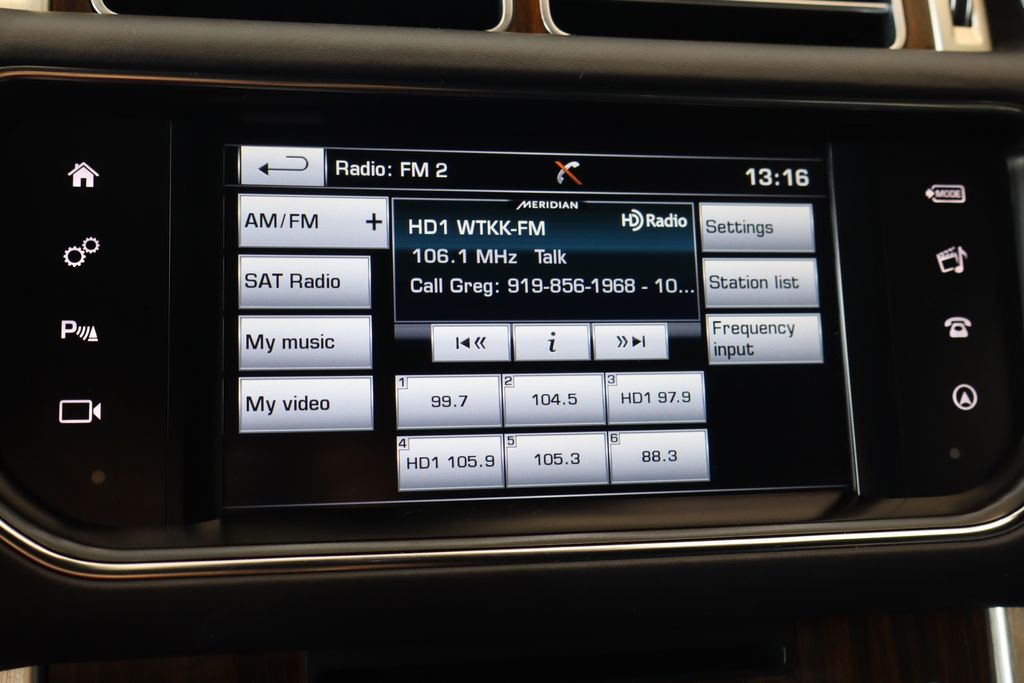 Radio: FM 2
13:16
MODE
AM/FM +
MERIDIAN
HD1 WTKK-FM
HD Radio
106.1 MHz Talk
Call Greg: 919-856-1968 - 10...
Settings
SAT Radio
Station list
My music
i
Frequency
input
P
My video
1 99.7
2 104.5
3 HD1 97.9
4 HD1 105.9
5 105.3
6 88.3